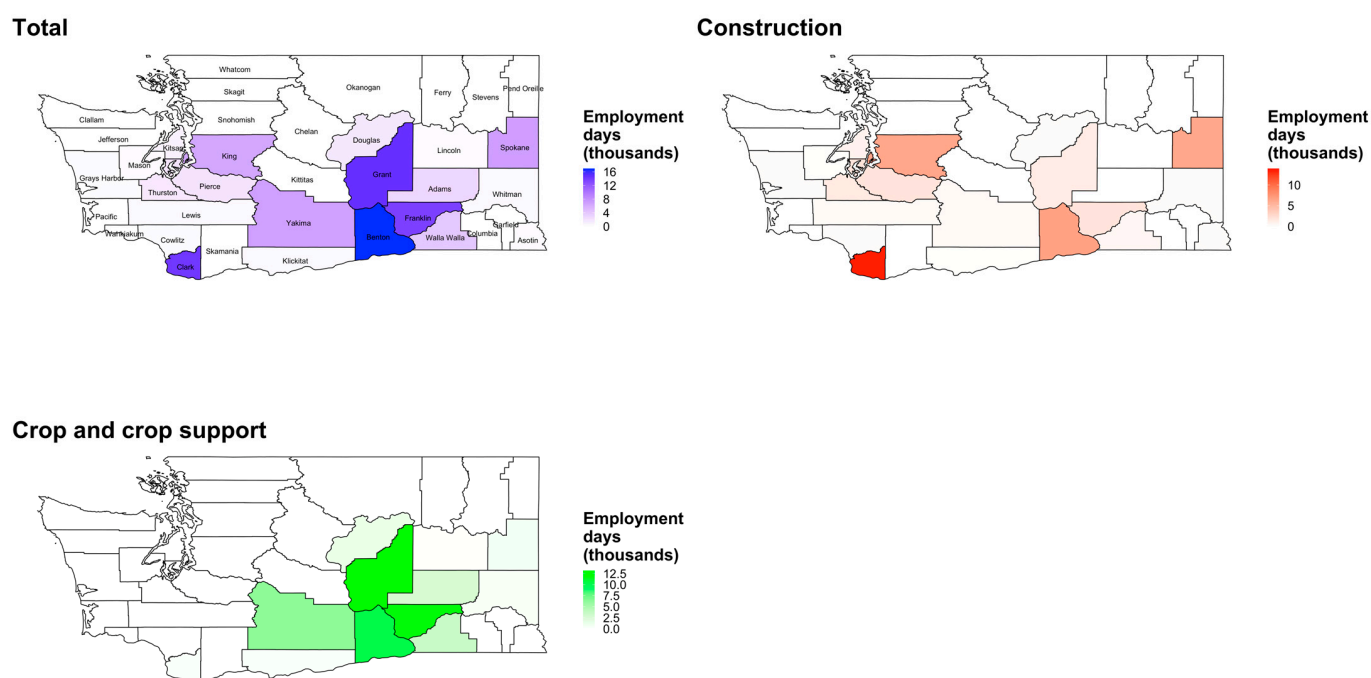 Total
Construction
Whatcom
Skagit
Okanogan
Ferry
Stevens
Pend Oreille
Clallam
Snohomish
Jefferson
Kitsap
Chelan
Douglas
Lincoln
Spokane
King
Mason
Grays Harbor
Kittitas
Grant
Thurston
Pierce
Adams
Whitman
Pacific
Lewis
Yakima
Franklin
Garfield
Wahkiakum
Cowlitz
Skamania
Benton
Walla Walla
Columbia
Asotin
Clark
Klickitat
Employment
days
(thousands)
16
12
8
4
0
Employment
days
(thousands)
10
5
0
Crop and crop support
Employment
days
(thousands)
12.5
10.0
7.5
5.0
2.5
0.0